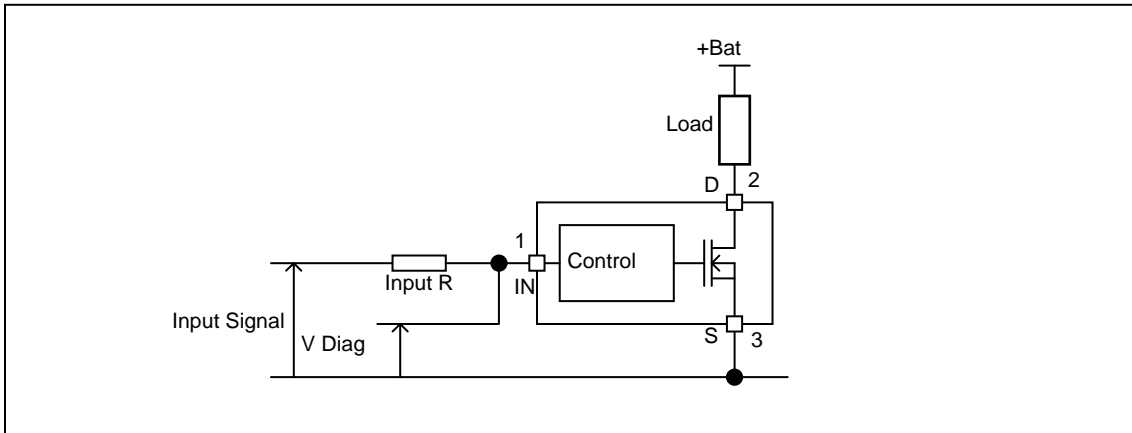 +Bat
Load
D 2
1
Control
Input R
IN
Input Signal
V Diag
S 3